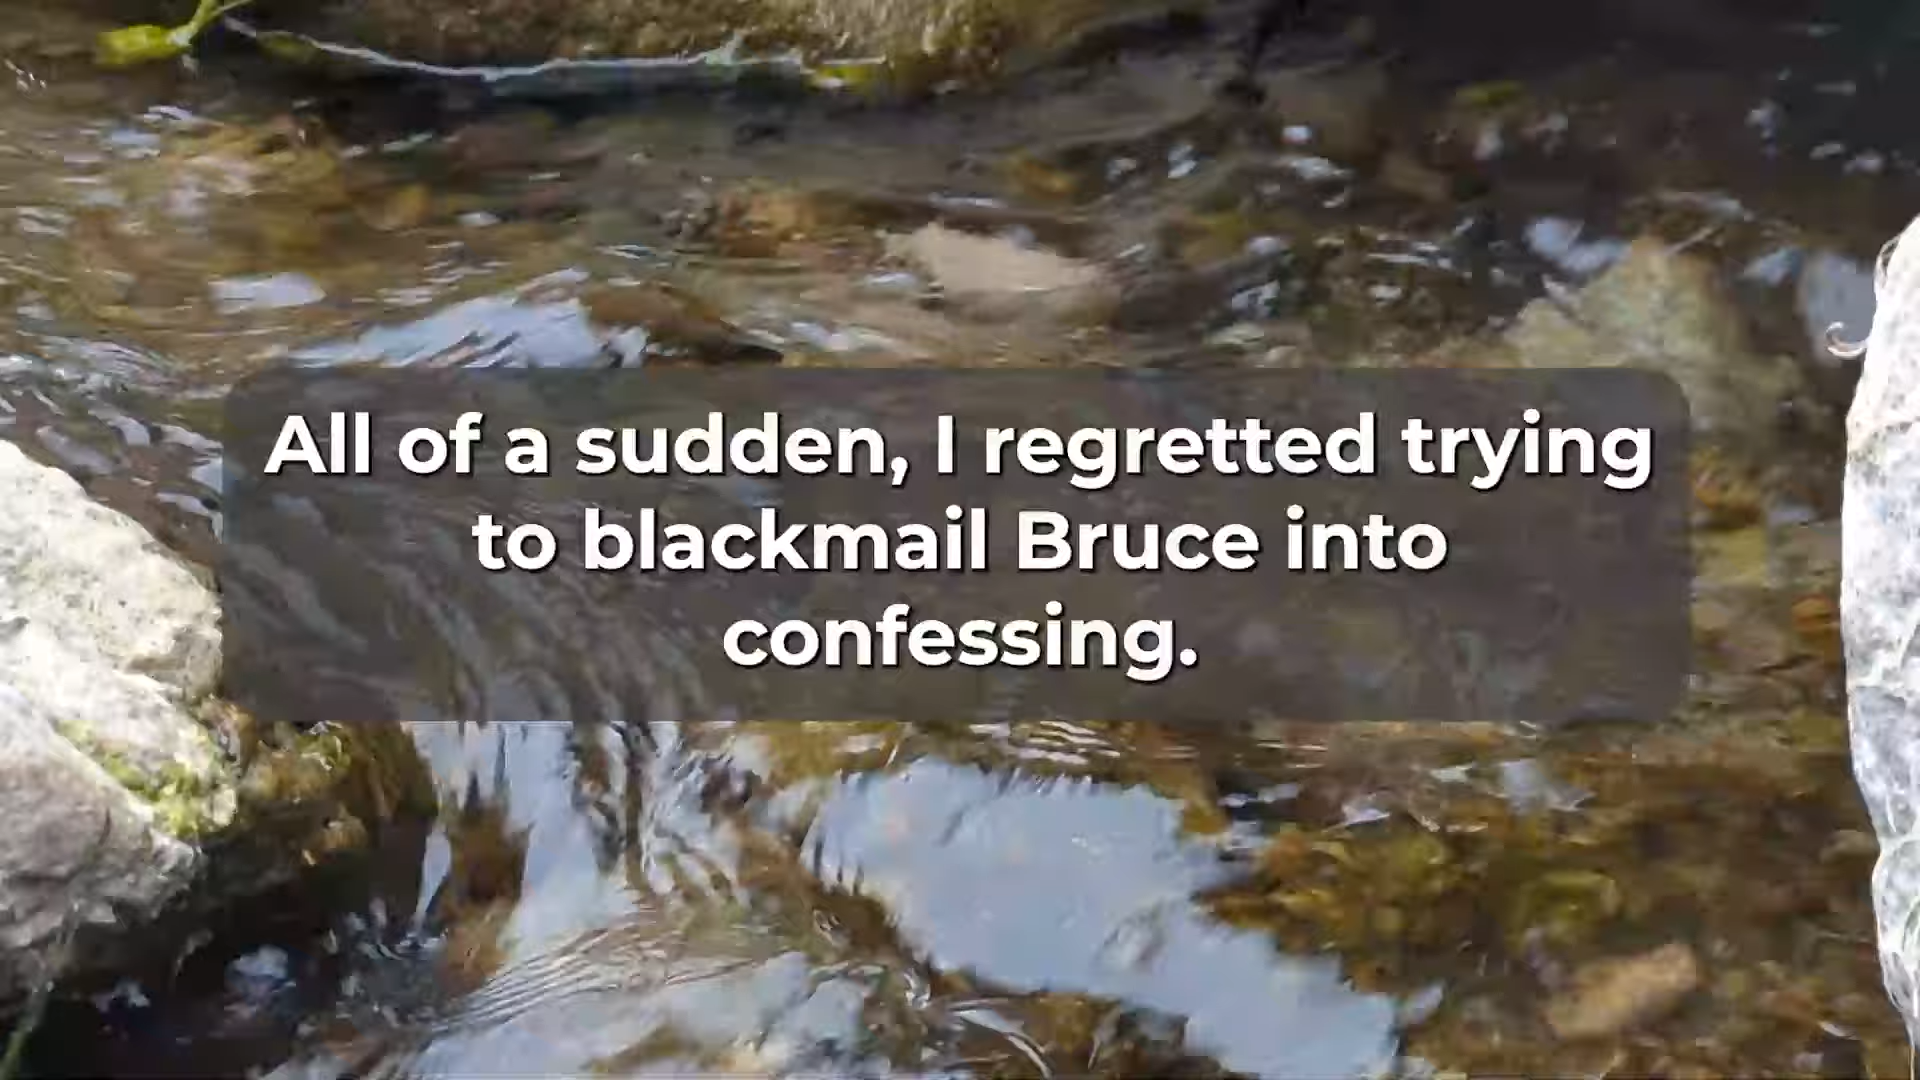 All of a sudden, I regretted trying
to blackmail Bruce into
confessing.